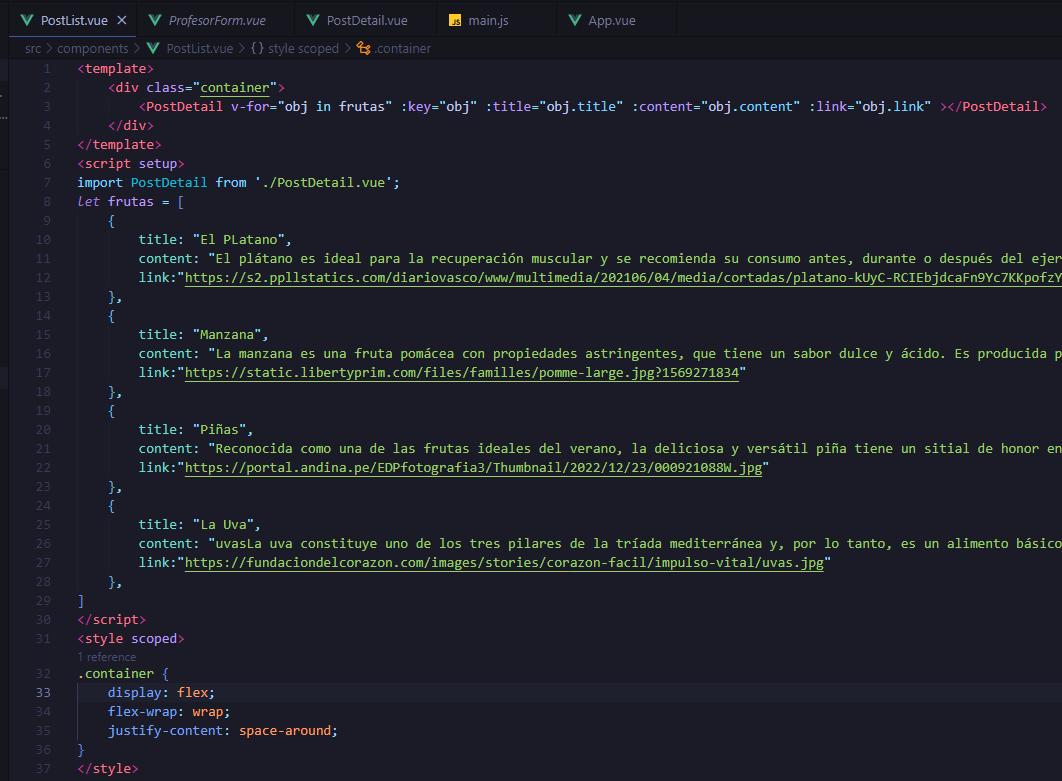 PostList.vue
ProfesorForm.vue
PostDetail.vue
JS main.js
App.vue
src > components > PostList.vue > {} style scoped > .container
1 <template>
2 <div class="container">
3 <PostDetail v-for="obj in frutas" :key="obj" :title="obj.title" :content="obj.content" :link="obj.link" ></PostDetail>
4 </div>
5 </template>
6 <script setup>
7 import PostDetail from './PostDetail.vue';
8 let frutas = [
9 {
10 title: "El PLatano",
11 content: "El plátano es ideal para la recuperación muscular y se recomienda su consumo antes, durante o después del ejer
12 link:"https://s2.ppllstatics.com/diariovasco/www/multimedia/202106/04/media/cortadas/platano-kUyC-RCIEbjdcaFn9Yc7KKpofzY
13 },
14 {
15 title: "Manzana",
16 content: "La manzana es una fruta pomácea con propiedades astringentes, que tiene un sabor dulce y ácido. Es producida p
17 link:"https://static.libertyprim.com/files/familles/pomme-large.jpg?1569271834"
18 },
19 {
20 title: "Piñas",
21 content: "Reconocida como una de las frutas ideales del verano, la deliciosa y versátil piña tiene un sitial de honor en
22 link:"https://portal.andina.pe/EDPfotografia3/Thumbnail/2022/12/23/000921088W.jpg"
23 },
24 {
25 title: "La Uva",
26 content: "uvasLa uva constituye uno de los tres pilares de la tríada mediterránea y, por lo tanto, es un alimento básico
27 link:"https://fundaciondelcorazon.com/images/stories/corazon-facil/impulso-vital/uvas.jpg"
28 },
29 ]
30 </script>
31 <style scoped>
1 reference
32 .container {
33 display: flex;
34 flex-wrap: wrap;
35 justify-content: space-around;
36 }
37 </style>